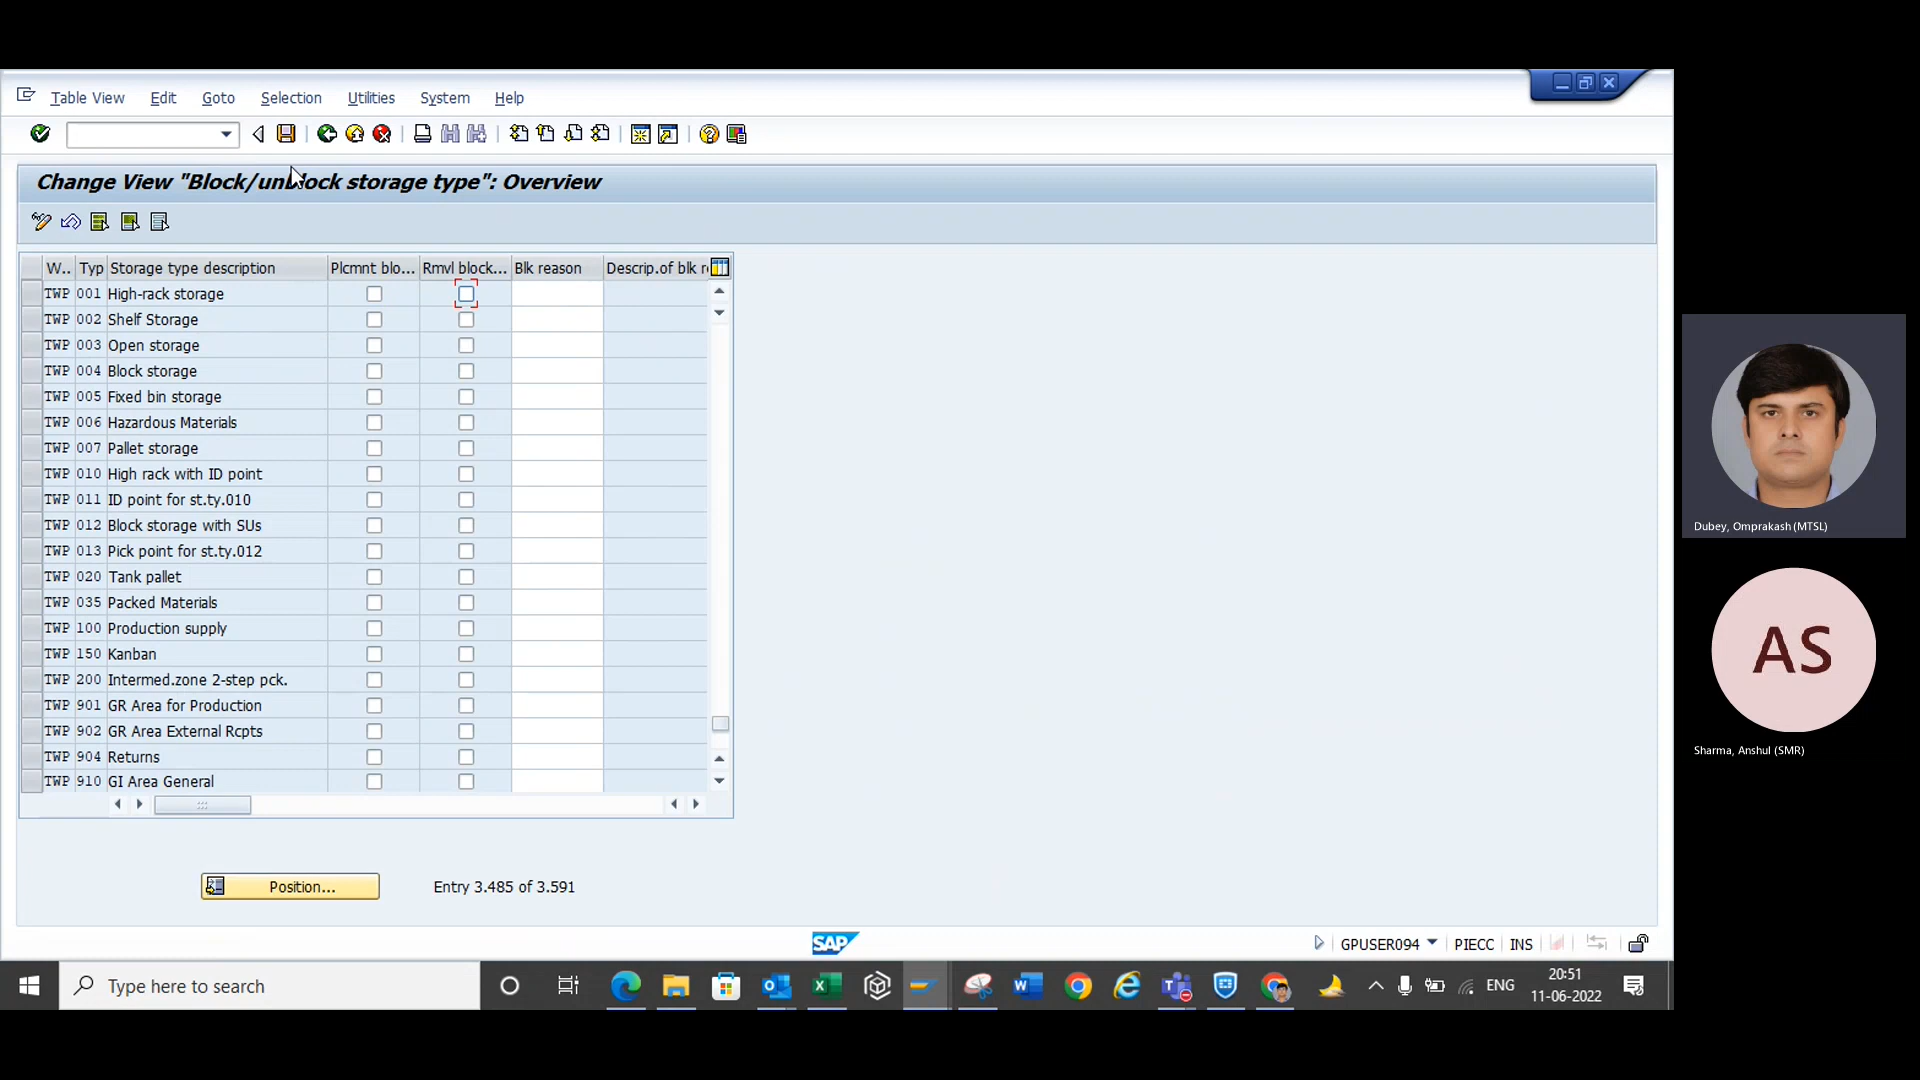 Table View Edit Goto Selection Utilities System Help
Change View "Block/unblock storage type": Overview
W.. Typ Storage type description Plcmnt blo... Rmvl block... Blk reason Descrip.of blk r
TWP 001 High-rack storage
TWP 002 Shelf Storage
TWP 003 Open storage
TWP 004 Block storage
TWP 005 Fixed bin storage
TWP 006 Hazardous Materials
TWP 007 Pallet storage
TWP 010 High rack with ID point
TWP 011 ID point for st.ty.010
TWP 012 Block storage with SUs
TWP 013 Pick point for st.ty.012
TWP 020 Tank pallet
TWP 035 Packed Materials
TWP 100 Production supply
TWP 150 Kanban
TWP 200 Intermed.zone 2-step pck.
TWP 901 GR Area for Production
TWP 902 GR Area External Rcpts
TWP 904 Returns
TWP 910 GI Area General
Position... Entry 3.485 of 3.591
SAP GPUSER094 PIECC INS
Type here to search ENG 20:51
11-06-2022
Dubey, Omprakash (MTSL)
AS
Sharma, Anshul (SMR)